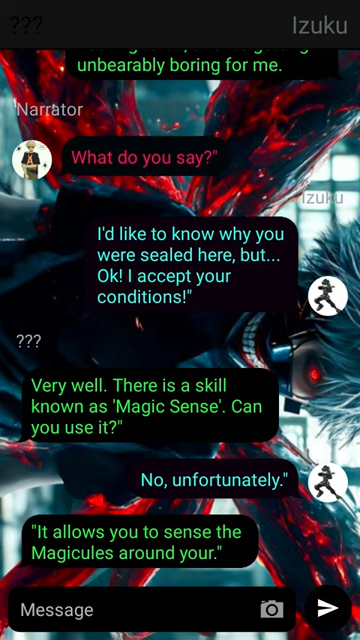 ???
Izuku
unbearably boring for me.
Narrator
What do you say?"
Izuku
I'd like to know why you
were sealed here, but...
Ok! I accept your
conditions!"
???
Very well. There is a skill
known as 'Magic Sense'. Can
you use it?"
No, unfortunately."
"It allows you to sense the
Magicules around your."
Message